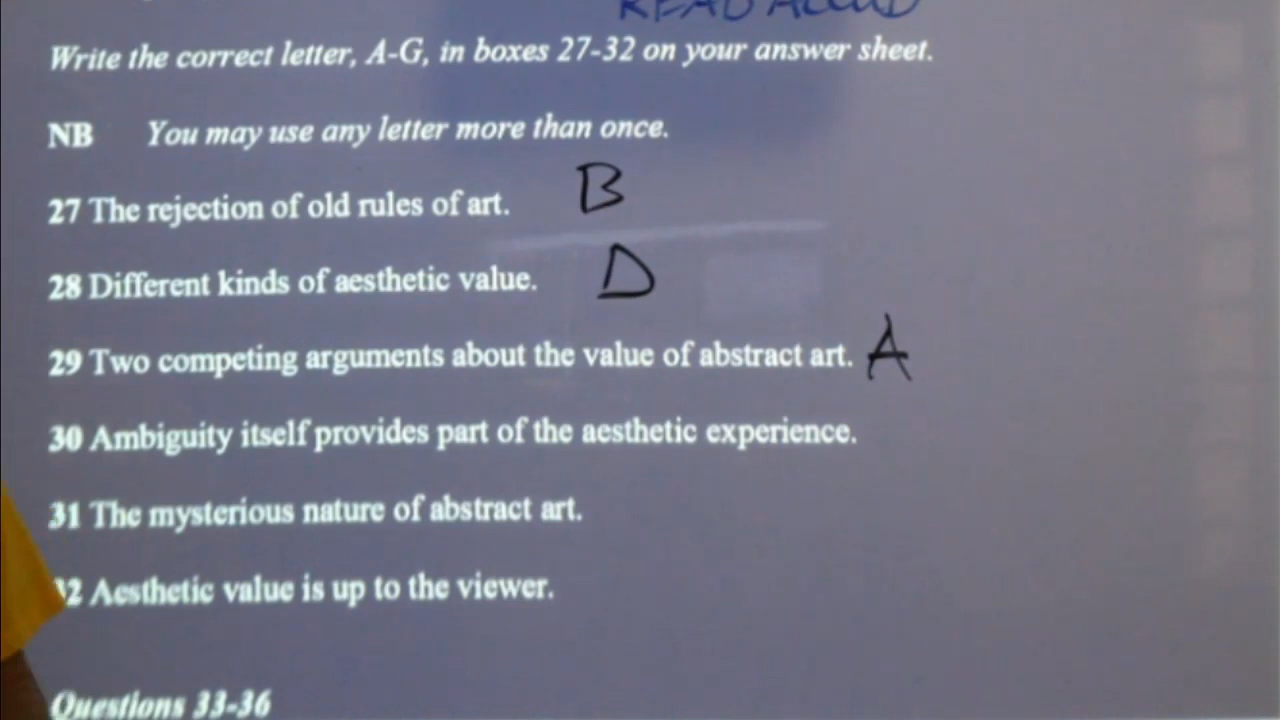 READ ALOUD
Write the correct letter, A-G, in boxes 27-32 on your answer sheet.
NB You may use any letter more than once.
27 The rejection of old rules of art. B
28 Different kinds of aesthetic value. D
29 Two competing arguments about the value of abstract art. A
30 Ambiguity itself provides part of the aesthetic experience.
31 The mysterious nature of abstract art.
32 Aesthetic value is up to the viewer.
Questions 33-36